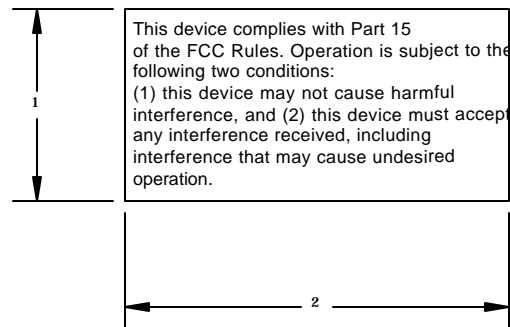 This device complies with Part 15
of the FCC Rules. Operation is subject to the
following two conditions:
(1) this device may not cause harmful
interference, and (2) this device must accept
any interference received, including
interference that may cause undesired
operation.
1
2